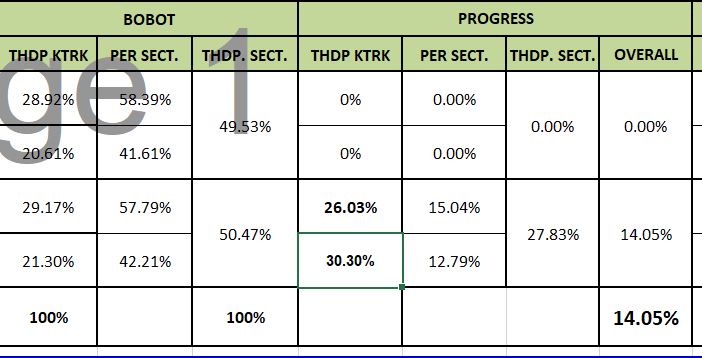 BOBOT PROGRESS
THDP KTRK PER SECT. THDP. SECT. THDP KTRK PER SECT. THDP. SECT. OVERALL
28.92% 58.39% 0% 0.00%
49.53% 0.00% 0.00%
20.61% 41.61% 0% 0.00%
29.17% 57.79% 26.03% 15.04%
50.47% 27.83% 14.05%
21.30% 42.21% 30.30% 12.79%
100% 100% 14.05%
ge 1